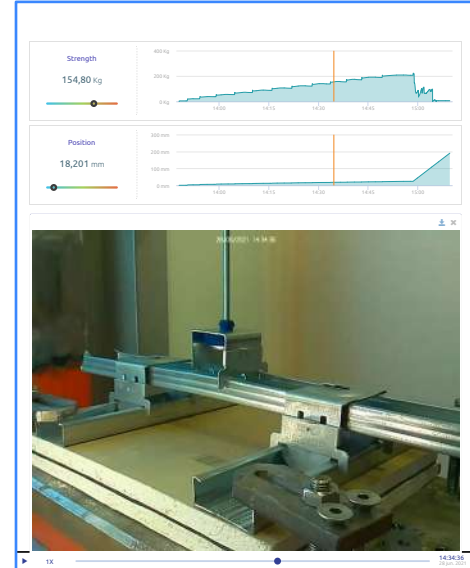 Strength
154,80 Kg
400 Kg
200 Kg
0 Kg
14:00
14:15
14:30
14:45
15:00
Position
18,201 mm
300 mm
200 mm
100 mm
0 mm
14:00
14:15
14:30
14:45
15:00
14:34:36
1X
14:34:36
28 jun. 2021